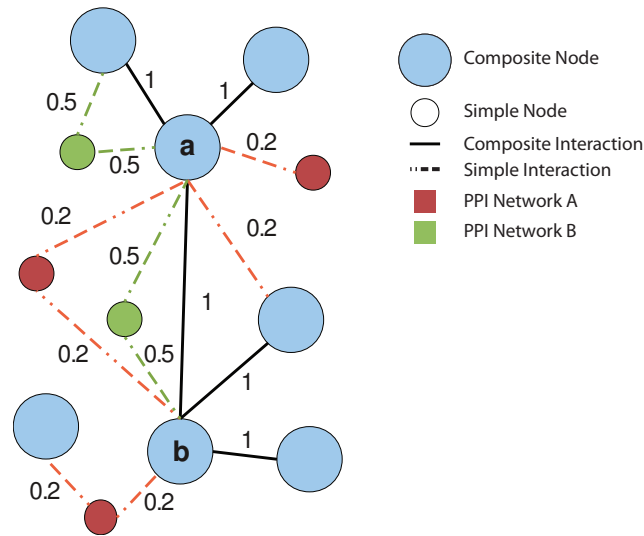 1
1
0.5
0.5
a
0.2
0.2
0.2
0.5
1
0.2
0.5
1
b
1
0.2
0.2
Composite Node
Simple Node
Composite Interaction
Simple Interaction
PPI Network A
PPI Network B